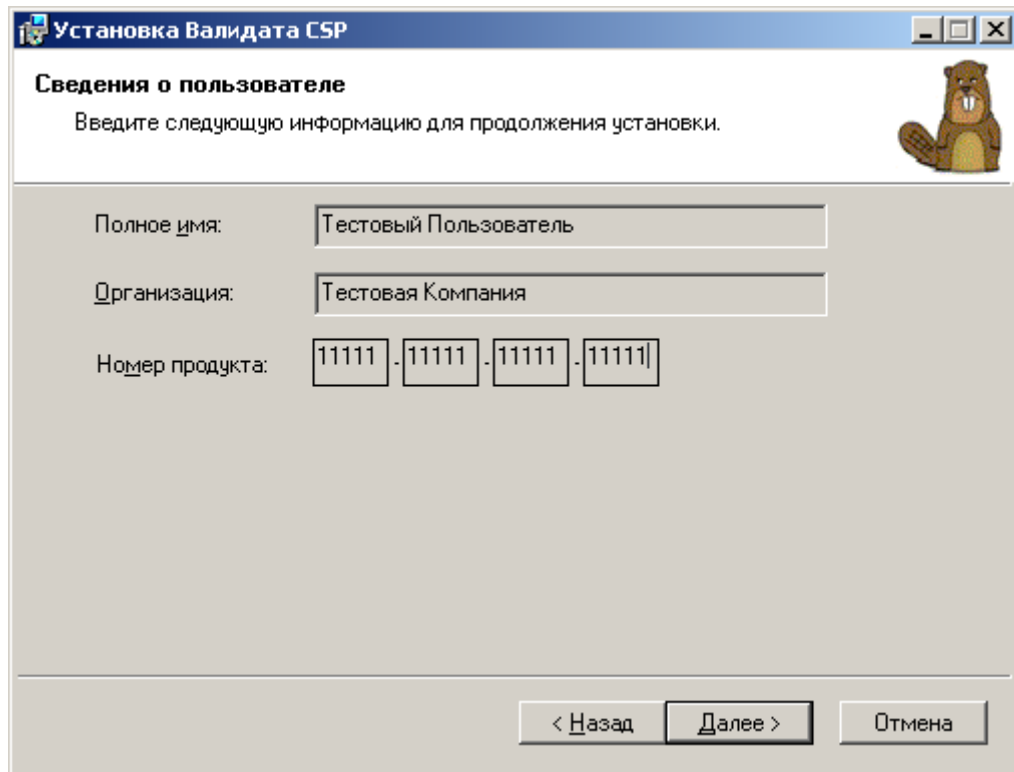 Установка Валидата CSP
Сведения о пользователе
Введите следующую информацию для продолжения установки.
Полное имя: Тестовый Пользователь
Организация: Тестовая Компания
Номер продукта: 11111 - 11111 - 11111 - 11111
< Назад Далее > Отмена